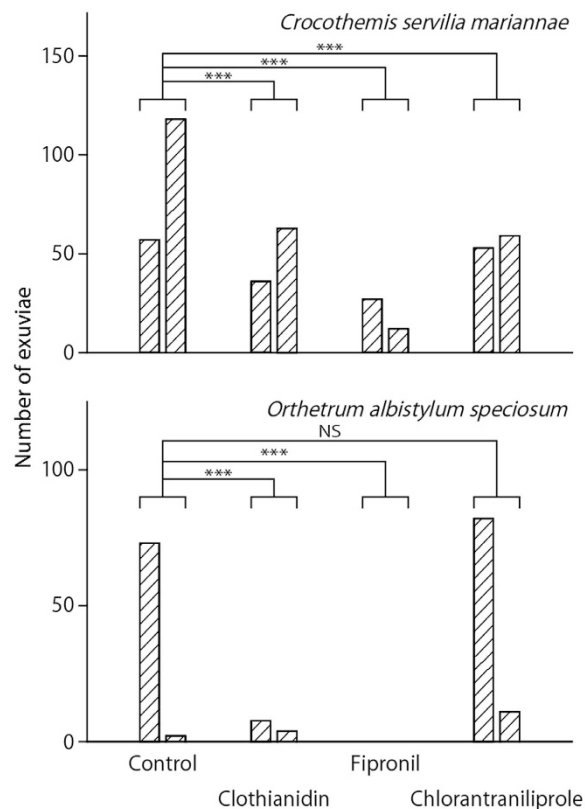 Crocothemis servilia mariannae
150
100
50
0
***
***
***
Number of exuviae
Orthetrum albistylum speciosum
NS
***
***
100
50
0
Control
Fipronil
Clothianidin
Chlorantraniliprole